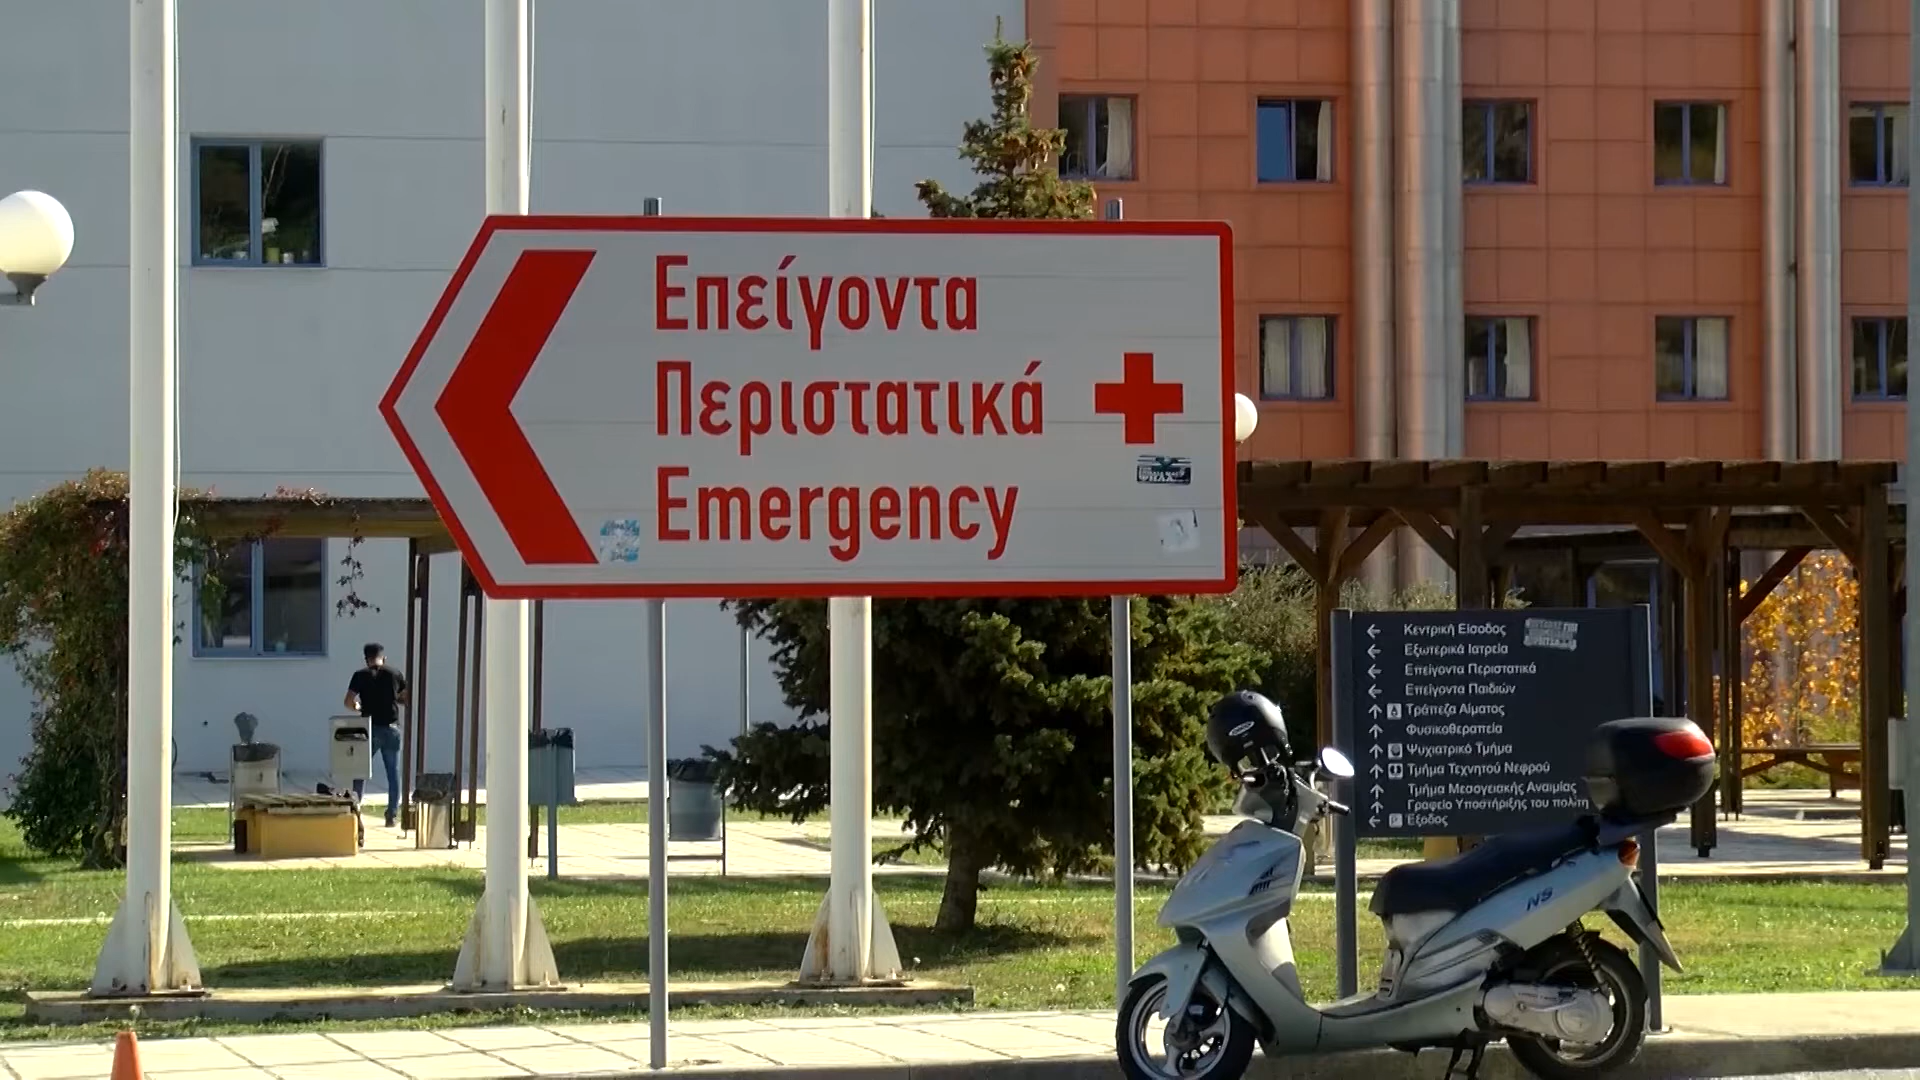 Επείγοντα
Περιστατικά
Emergency
Κεντρική Είσοδος
Εξωτερικά Ιατρεία
Επείγοντα Περιστατικά
Επείγοντα Παιδιών
Τράπεζα Αίματος
Φυσικοθεραπεία
Ψυχιατρικό Τμήμα
Τμήμα Τεχνητού Νεφρού
Τμήμα Μεσογειακής Αναιμίας
Γραφείο Υποστήριξης του πολίτη
P Έξοδος
NS